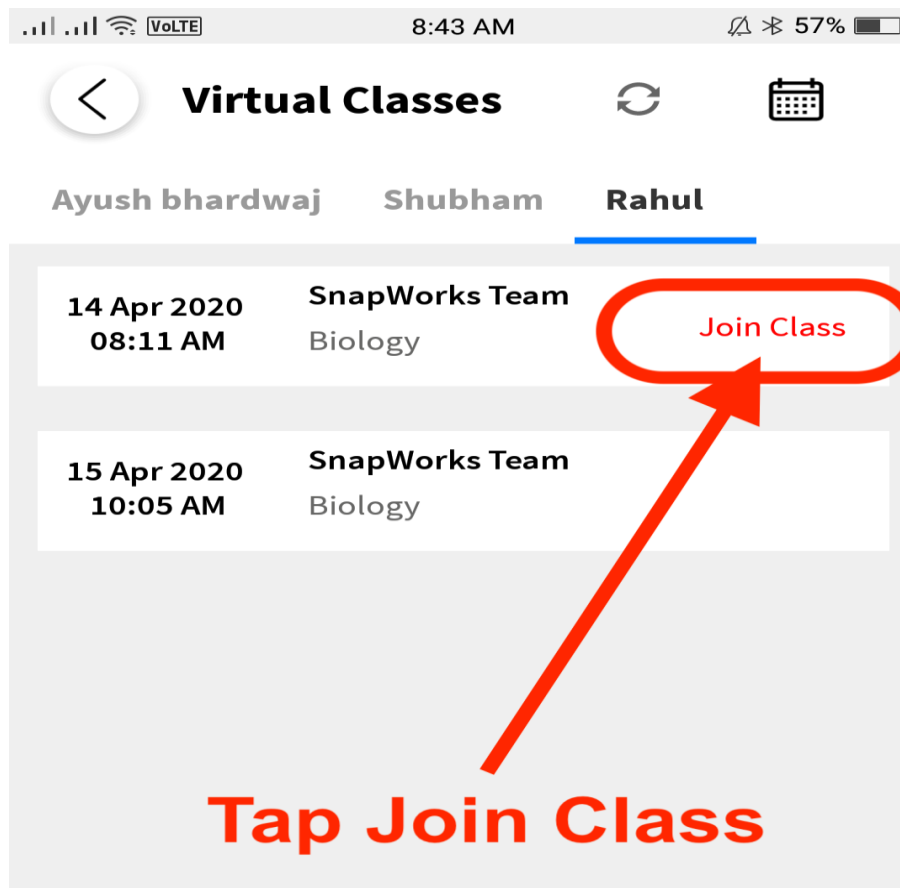 VoLTE 8:43 AM 57%
Virtual Classes
Ayush bhardwaj Shubham Rahul
14 Apr 2020 SnapWorks Team
08:11 AM Biology Join Class
15 Apr 2020 SnapWorks Team
10:05 AM Biology
Tap Join Class